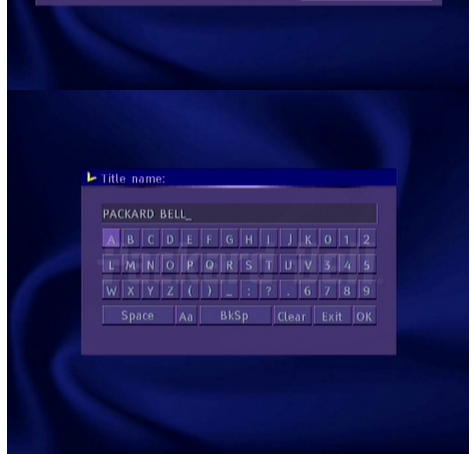 Title name:
PACKARD BELL_
A B C D E F G H I J K 0 1 2
L M N O P Q R S T U V 3 4 5
W X Y Z ( ) _ : ? . 6 7 8 9
Space Aa BkSp Clear Exit OK